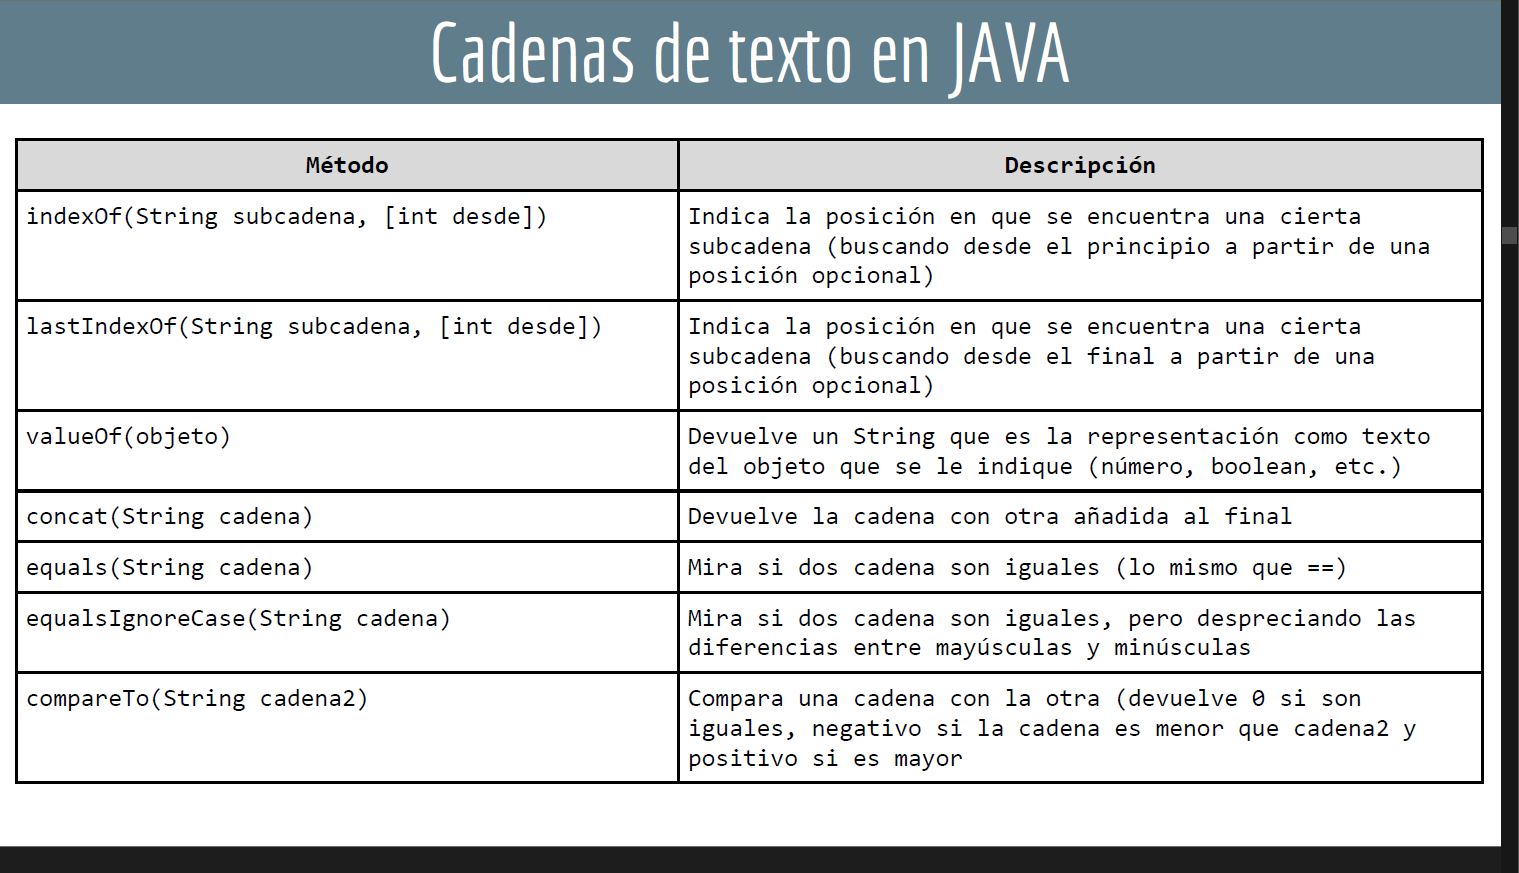 Cadenas de texto en JAVA
Método
Descripción
indexOf(String subcadena, [int desde])
Indica la posición en que se encuentra una cierta
subcadena (buscando desde el principio a partir de una
posición opcional)
lastIndexOf(String subcadena, [int desde])
Indica la posición en que se encuentra una cierta
subcadena (buscando desde el final a partir de una
posición opcional)
valueOf(objeto)
Devuelve un String que es la representación como texto
del objeto que se le indique (número, boolean, etc.)
concat(String cadena)
Devuelve la cadena con otra añadida al final
equals(String cadena)
Mira si dos cadena son iguales (lo mismo que ==)
equalsIgnoreCase(String cadena)
Mira si dos cadena son iguales, pero despreciando las
diferencias entre mayúsculas y minúsculas
compareTo(String cadena2)
Compara una cadena con la otra (devuelve 0 si son
iguales, negativo si la cadena es menor que cadena2 y
positivo si es mayor